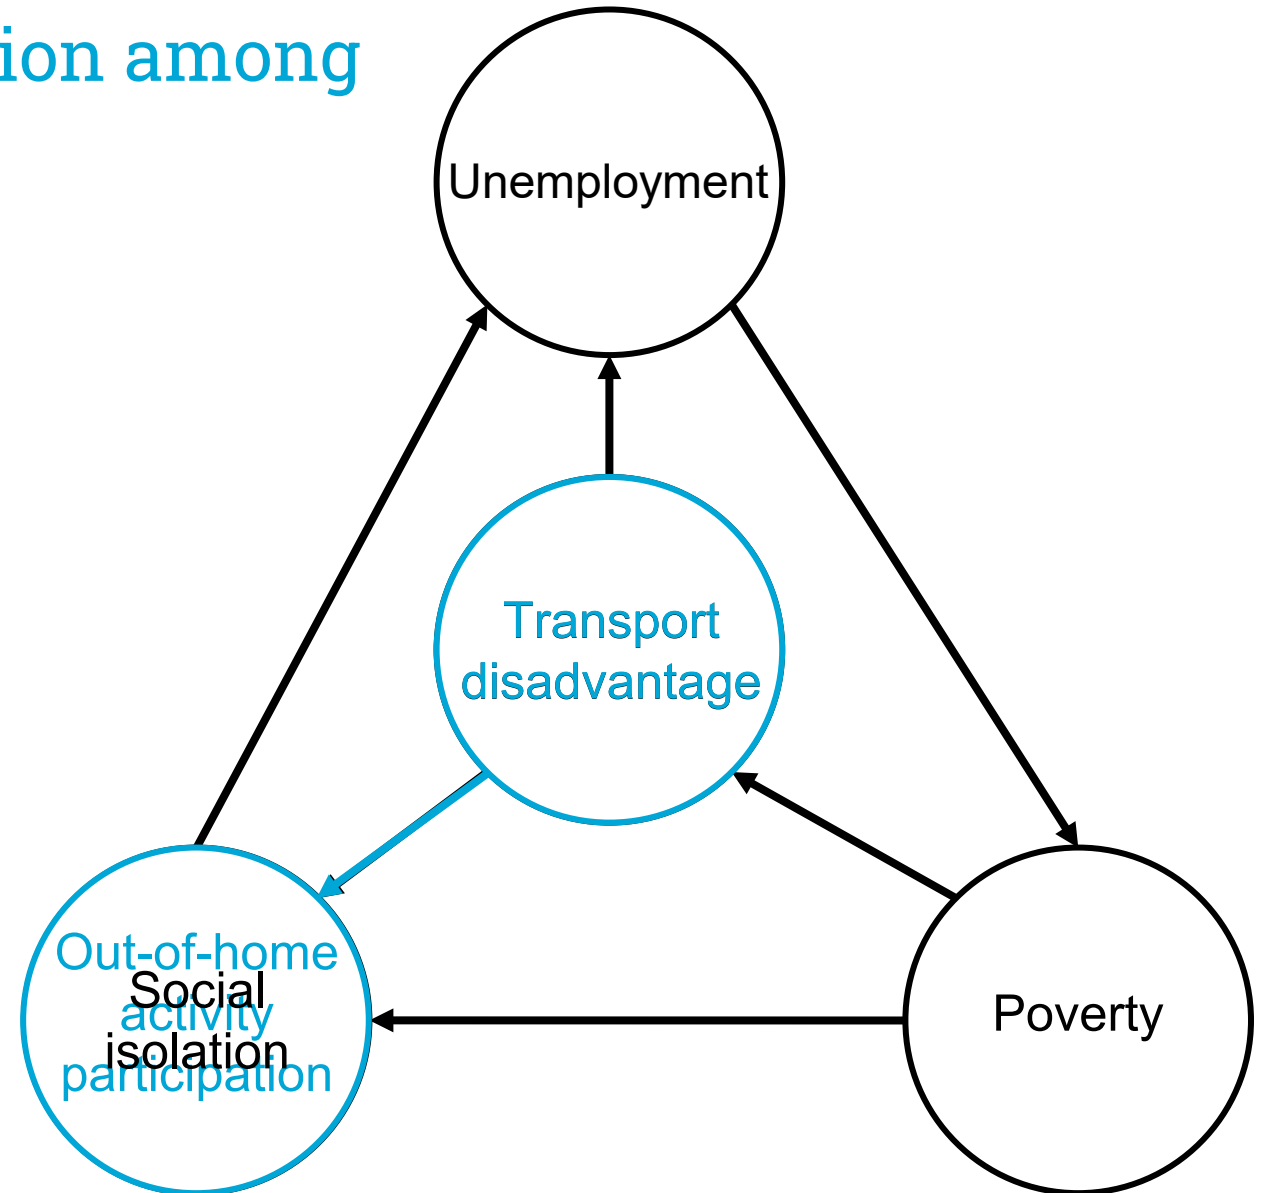 ion among
Unemployment
Transport
disadvantage
Out-of-home
activity
participation
Social
isolation
Poverty